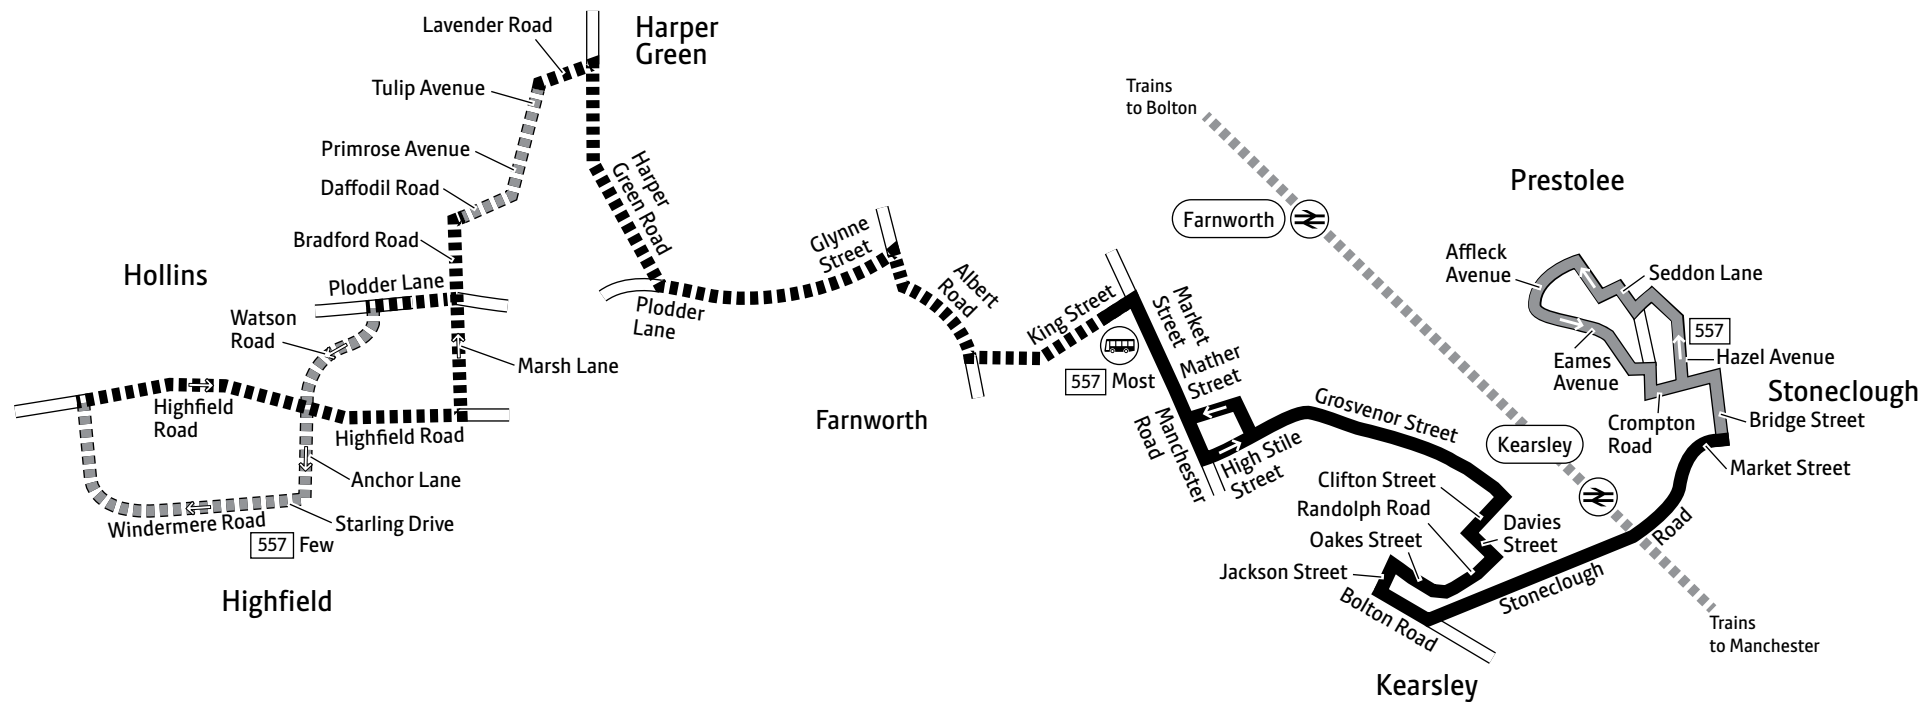 Lavender Road
Harper
Green
Tulip Avenue
Trains
to Bolton
Primrose Avenue
Daffodil Road
Harper
Green Road
Prestolee
Farnworth
Bradford Road
Glynne
Street
Affleck
Avenue
Hollins
Plodder Lane
Albert
Road
Seddon Lane
Watson
Road
Plodder
Lane
King Street
Market
Street
557
Marsh Lane
Mather
Street
Eames
Avenue
Hazel Avenue
557 Most
Stoneclough
Highfield
Road
Farnworth
Grosvenor Street
Crompton
Road
Bridge Street
Highfield Road
Manchester
Road
High Stile
Street
Kearsley
Market Street
Anchor Lane
Clifton Street
Randolph Road
Windermere Road
Starling Drive
Davies
Street
Oakes Street
557 Few
Jackson Street
Stoneclough Road
Highfield
Bolton Road
Trains
to Manchester
Kearsley